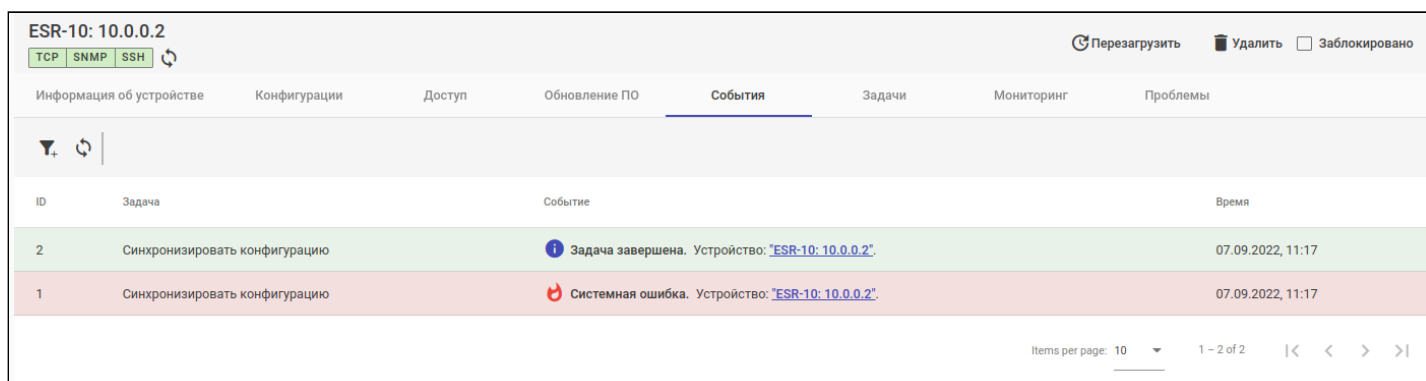 ESR-10: 10.0.0.2
TCP SNMP SSH
Перезагрузить Удалить Заблокировано
Информация об устройстве Конфигурации Доступ Обновление ПО События Задачи Мониторинг Проблемы
ID Задача Событие Время
2 Синхронизировать конфигурацию Задача завершена. Устройство: "ESR-10: 10.0.0.2". 07.09.2022, 11:17
1 Синхронизировать конфигурацию Системная ошибка. Устройство: "ESR-10: 10.0.0.2". 07.09.2022, 11:17
Items per page: 10 1 – 2 of 2